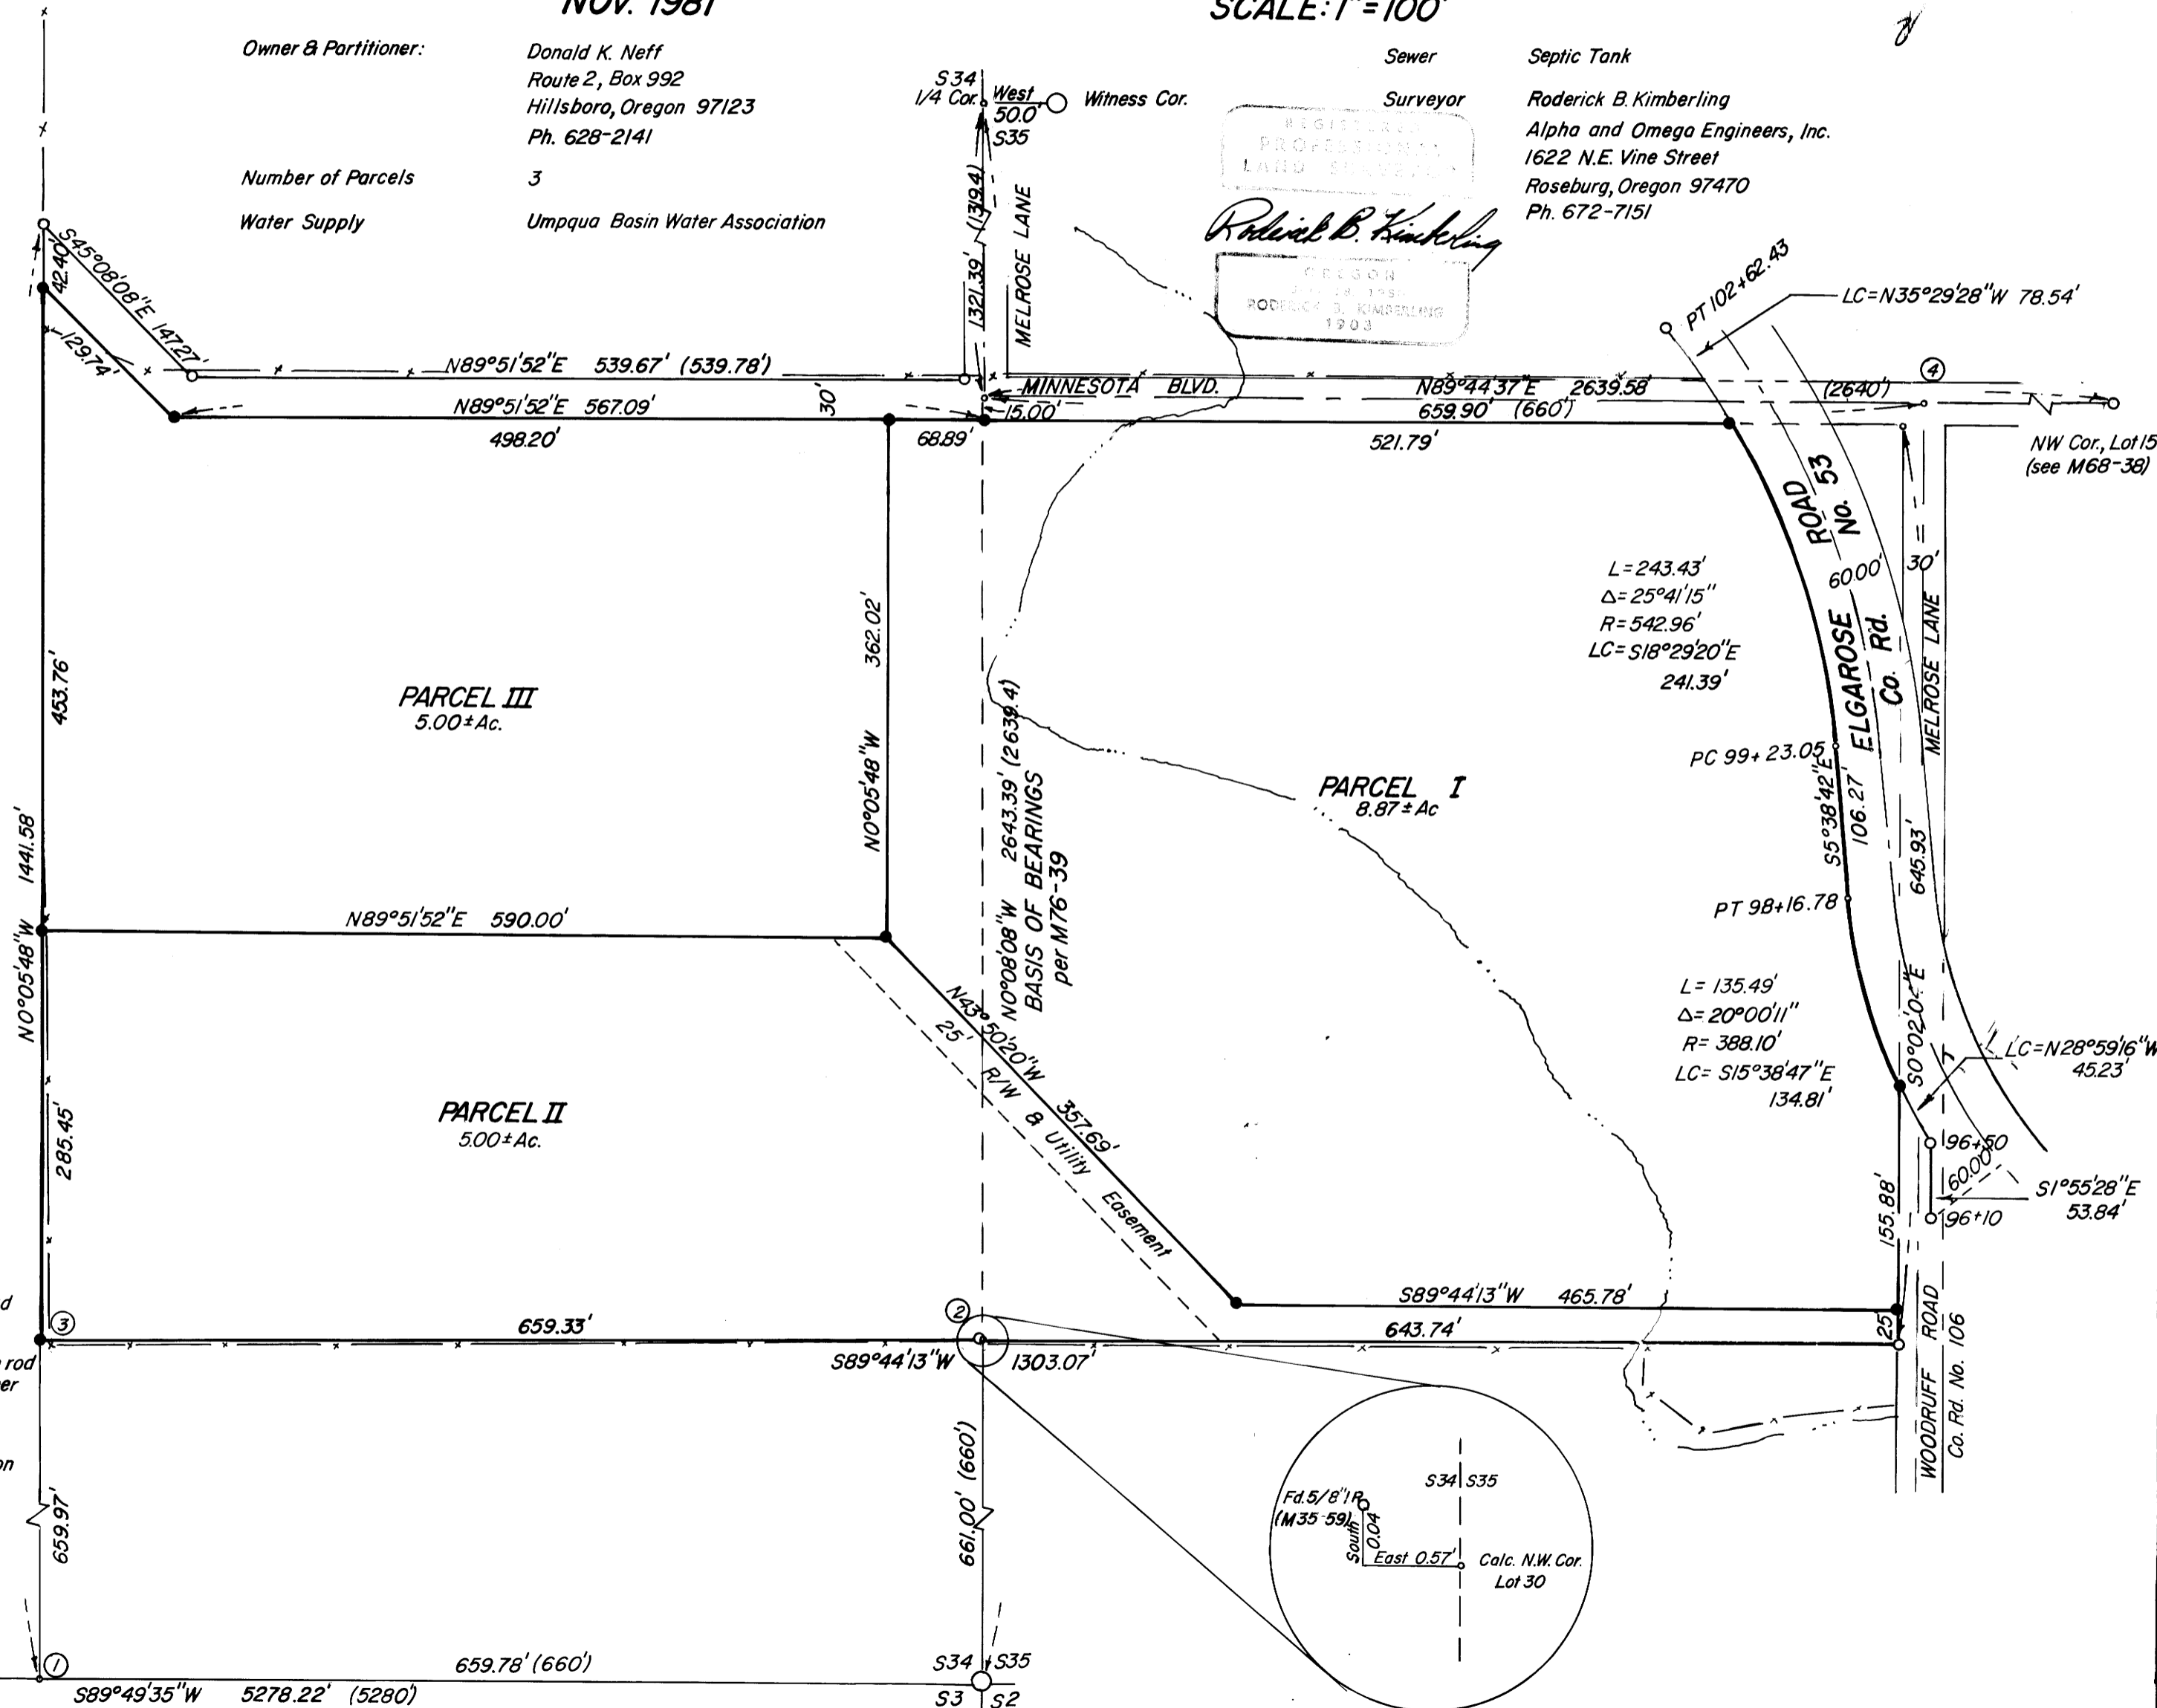 NOV. 1981
SCALE: 1"=100'
Owner & Partitioner:
Donald K. Neff
Route 2, Box 992
Hillsboro, Oregon 97123
Ph. 628-2141
Number of Parcels
3
Water Supply
Umpqua Basin Water Association
Sewer
Septic Tank
Surveyor
Roderick B. Kimberling
Alpha and Omega Engineers, Inc.
1622 N.E. Vine Street
Roseburg, Oregon 97470
Ph. 672-7151
S34
1/4 Cor.
West
50.0'
S35
Witness Cor.
REGISTERED
PROFESSIONAL
LAND SURVEYOR
Roderick B. Kimberling
OREGON
RODERICK B. KIMBERLING
1903
1321.39' (1319.4)
MELROSE LANE
S45°08'08"E 147.27'
42.40'
129.74'
N89°51'52"E 539.67' (539.78')
N89°51'52"E 567.09'
30'
498.20'
68.89'
15.00'
MINNESOTA BLVD.
N89°44'37"E 2639.58'
(2640')
659.90' (660')
521.79'
PT 102+62.43
LC=N35°29'28"W 78.54'
4
NW Cor., Lot 15
(see M68-38)
ELGAROSE ROAD
Co. Rd. No. 53
60.00'
30'
MELROSE LANE
L=243.43'
Δ=25°41'15"
R=542.96'
LC=S18°29'20"E
241.39'
453.76'
PARCEL III
5.00±Ac.
362.02'
N0°05'48"W
N0°08'08"W 2643.39' (2639.4)
BASIS OF BEARINGS
per M76-39
PARCEL I
8.87±Ac
PC 99+23.05
S5°38'42"E
106.27'
645.93'
PT 98+16.78
N0°05'48"W 1441.58'
N89°51'52"E 590.00'
N43°50'20"W 357.69'
25' R/W & Utility Easement
L=135.49'
Δ=20°00'11"
R=388.10'
LC=S15°38'47"E
134.81'
S0°02'04"E
LC=N28°59'16"W
45.23'
285.45'
PARCEL II
5.00±Ac.
96+50
60.00'
S1°55'28"E
53.84'
96+10
155.88'
S89°44'13"W 465.78'
25'
3
659.33'
2
643.74'
S89°44'13"W 1303.07'
rod
on
WOODRUFF ROAD
Co. Rd. No. 106
659.97'
661.00' (660')
S34 S35
Fd.5/8"IR
(M35-59)
South
0.04'
East 0.57'
Calc. N.W. Cor.
Lot 30
1
659.78' (660')
S34 S35
S89°49'35"W 5278.22' (5280')
S3 S2